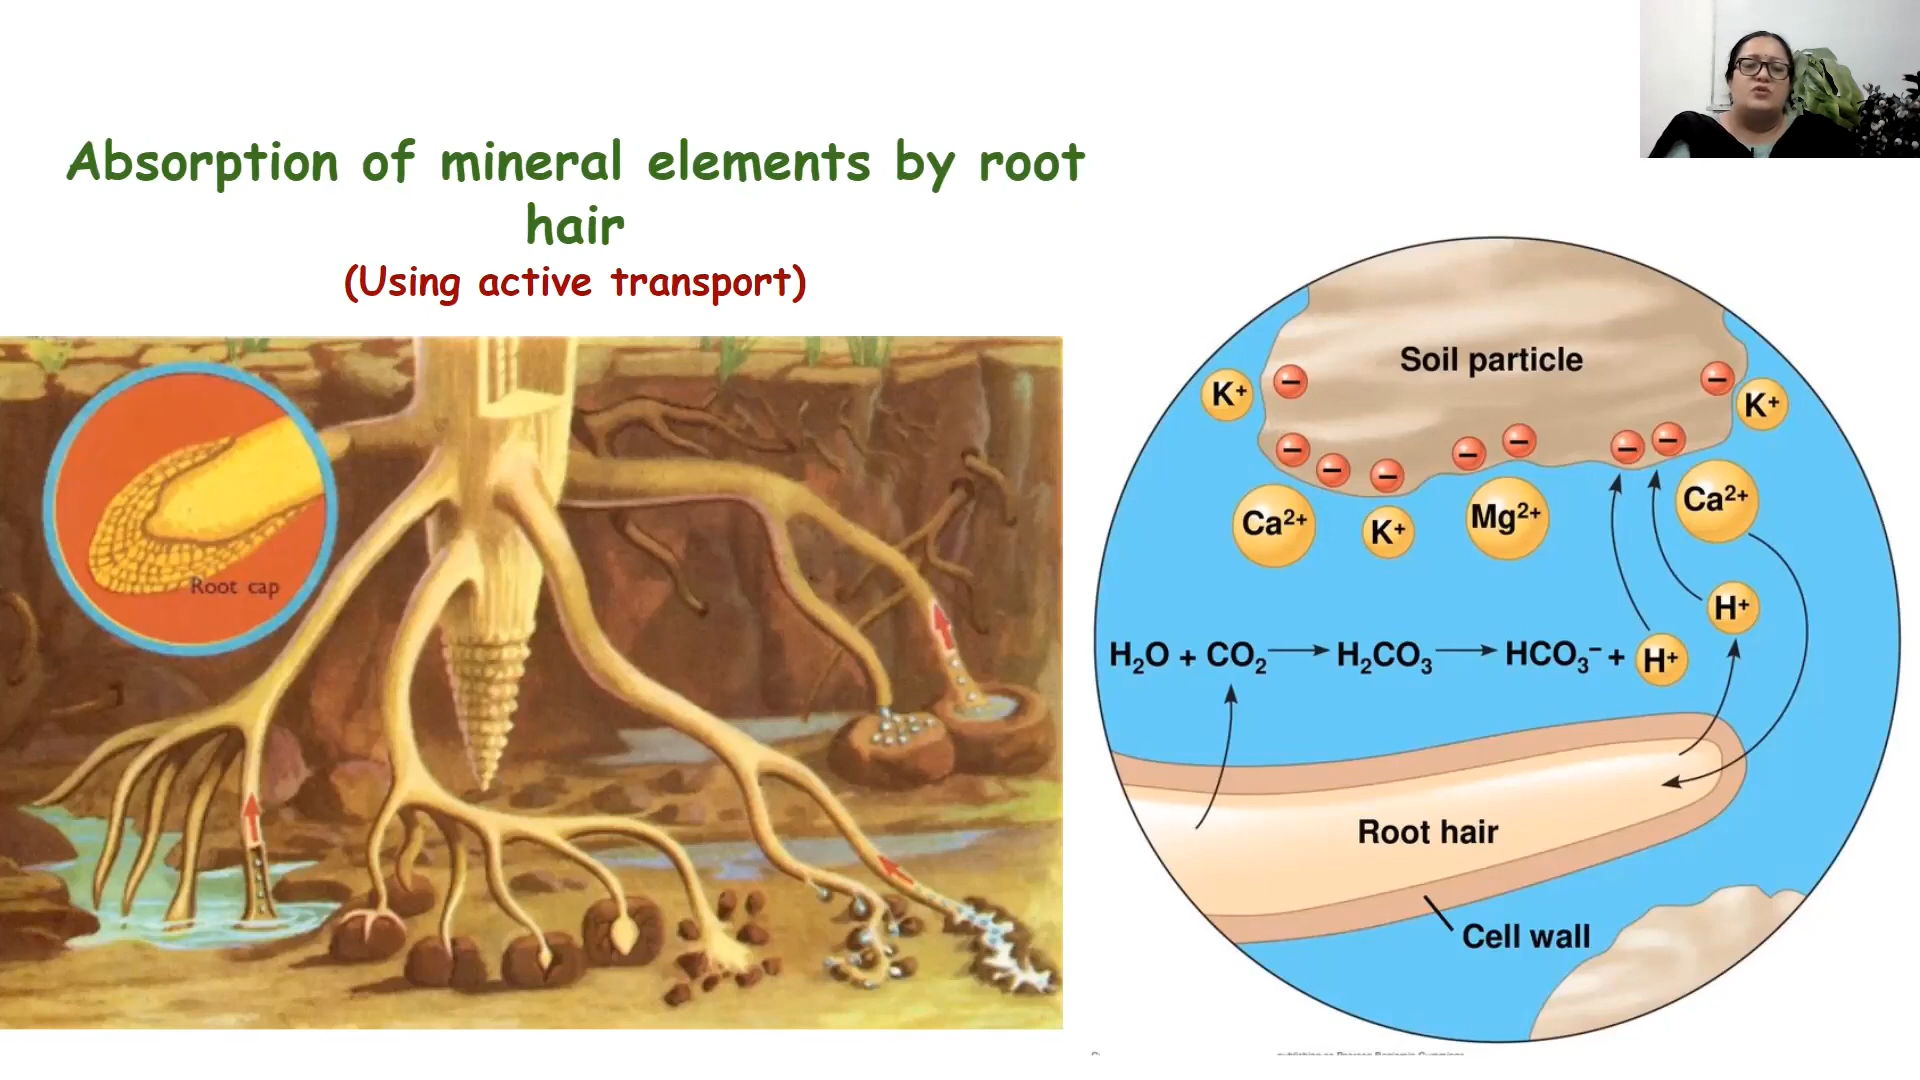 Absorption of mineral elements by root
hair
(Using active transport)
Root cap
Soil particle
K⁺
K⁺
Ca²⁺
K⁺
Mg²⁺
Ca²⁺
H⁺
H₂O + CO₂ → H₂CO₃ → HCO₃⁻ + H⁺
Root hair
Cell wall